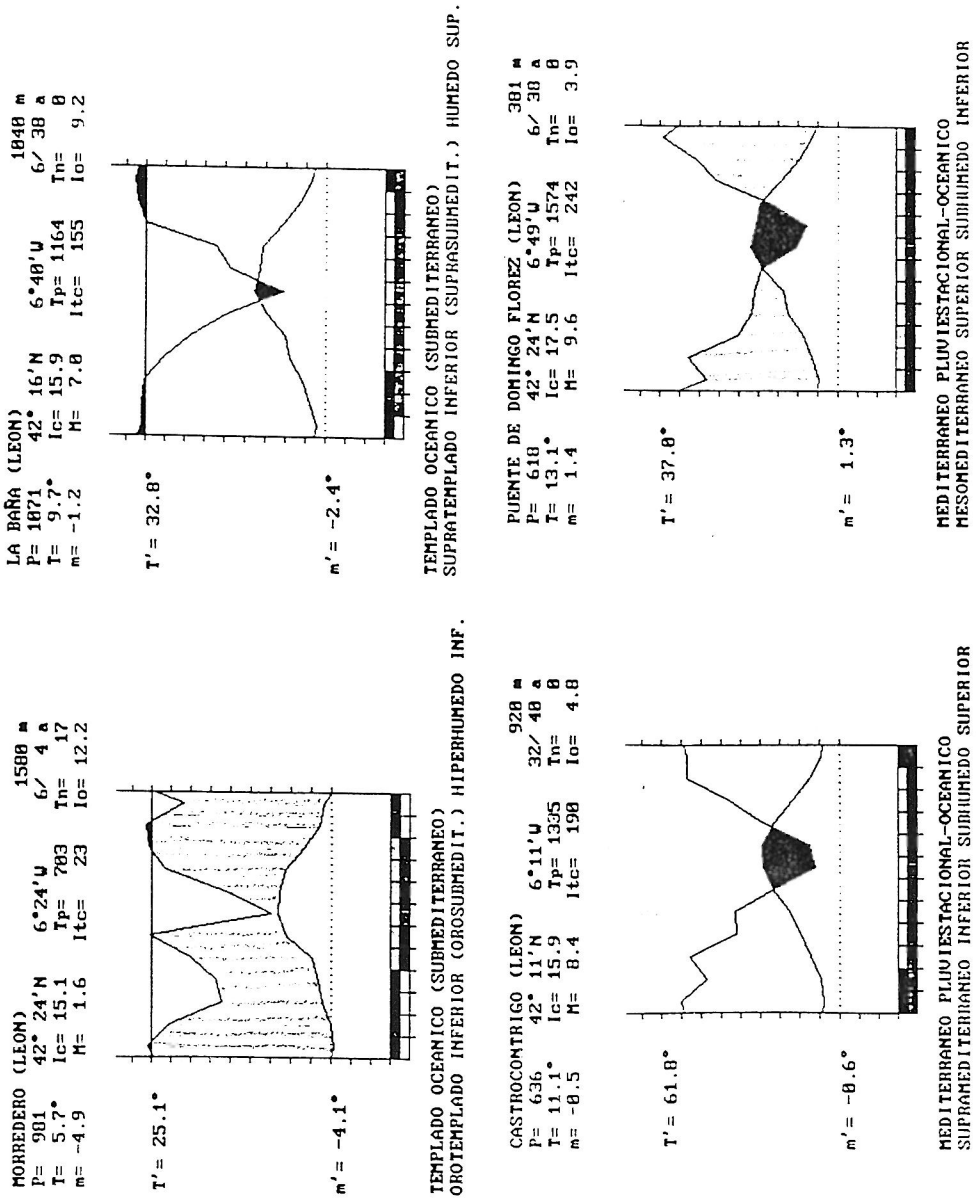 MORREDERO (LEON) 1580 m
P= 981 42° 24'N 6°24'W 6/ 4 a
T= 5.7° Ic= 15.1 Tp= 703 Tn= 17
m= -4.9 M= 1.6 Itc= 23 Io= 12.2
T'= 25.1°
m'= -4.1°
TEMPLADO OCEANICO (SUBMEDITERRANEO)
OROTEMPLADO INFERIOR (OROSUBMEDIT.) HIPERHUMEDO INF.
LA BAÑA (LEON) 1040 m
P= 1071 42° 16'N 6°40'W 6/ 38 a
T= 9.7° Ic= 15.9 Tp= 1164 Tn= 0
m= -1.2 M= 7.0 Itc= 155 Io= 9.2
T'= 32.8°
m'= -2.4°
TEMPLADO OCEANICO (SUBMEDITERRANEO)
SUPRATEMPLADO INFERIOR (SUPRASUBMEDIT.) HUMEDO SUP.
CASTROCONTRIGO (LEON) 920 m
P= 636 42° 11'N 6°11'W 32/ 40 a
T= 11.1° Ic= 15.9 Tp= 1335 Tn= 0
m= -0.5 M= 8.4 Itc= 190 Io= 4.8
T'= 61.8°
m'= -0.6°
MEDITERRANEO PLUVIESTACIONAL-OCEANICO
SUPRAMEDITERRANEO INFERIOR SUBHUMEDO SUPERIOR
PUENTE DE DOMINGO FLOREZ (LEON) 381 m
P= 618 42° 24'N 6°49'W 6/ 38 a
T= 13.1° Ic= 17.5 Tp= 1574 Tn= 0
m= 1.4 M= 9.6 Itc= 242 Io= 3.9
T'= 37.0°
m'= 1.3°
MEDITERRANEO PLUVIESTACIONAL-OCEANICO
MESOMEDITERRANEO SUPERIOR SUBHUMEDO INFERIOR